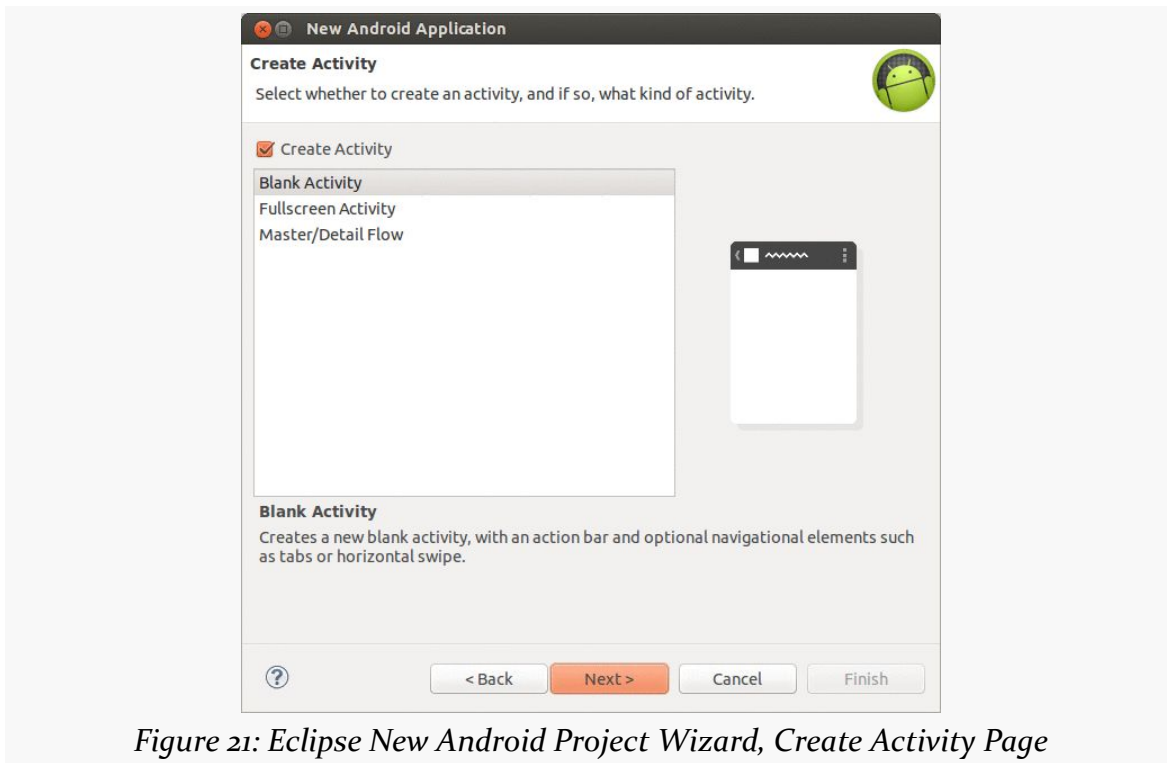 New Android Application
Create Activity
Select whether to create an activity, and if so, what kind of activity.
Create Activity
Blank Activity
Fullscreen Activity
Master/Detail Flow
Blank Activity
Creates a new blank activity, with an action bar and optional navigational elements such
as tabs or horizontal swipe.
< Back Next > Cancel Finish
Figure 21: Eclipse New Android Project Wizard, Create Activity Page